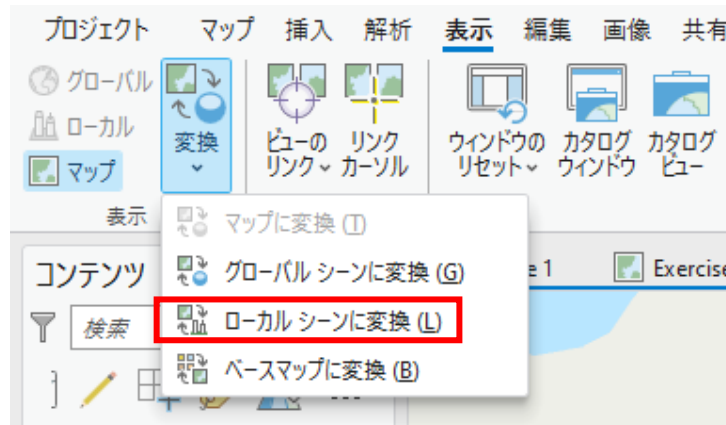 プロジェクト マップ 挿入 解析 表示 編集 画像 共有
グローバル
ローカル
マップ
変換
ビューの
リンク
リンク
カーソル
ウィンドウの
リセット
カタログ
ウィンドウ
カタログ
ビュー
表示
マップに変換 (T)
グローバル シーンに変換 (G)
ローカル シーンに変換 (L)
ベースマップに変換 (B)
コンテンツ
検索
e 1
Exercise